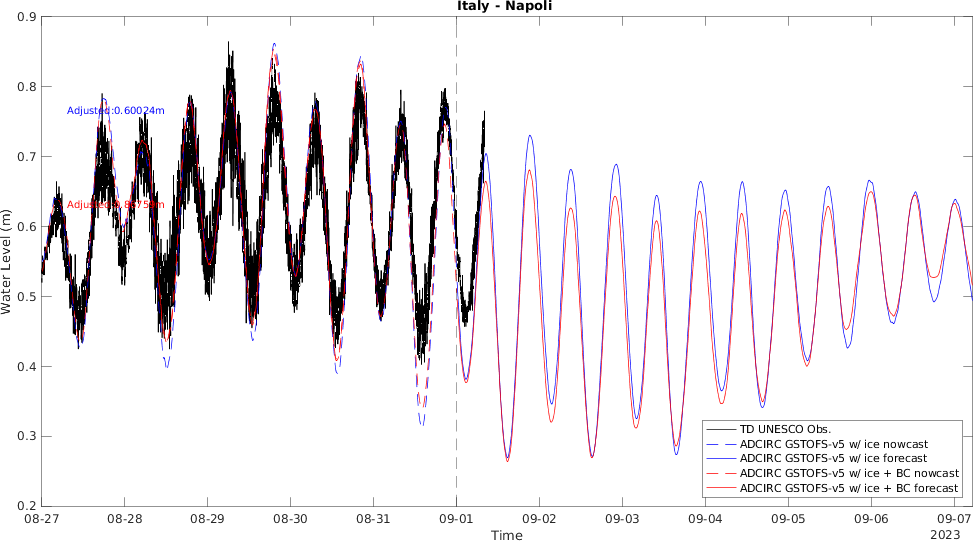 Italy - Napoli
Water Level (m)
0.9
0.8
0.7
0.6
0.5
0.4
0.3
0.2
Adjusted:0.60024m
08-27
08-28
08-29
08-30
08-31
09-01
09-02
09-03
09-04
09-05
09-06
09-07
2023
Time
TD UNESCO Obs.
ADCIRC GSTOFS-v5 w/ ice nowcast
ADCIRC GSTOFS-v5 w/ ice forecast
ADCIRC GSTOFS-v5 w/ ice + BC nowcast
ADCIRC GSTOFS-v5 w/ ice + BC forecast